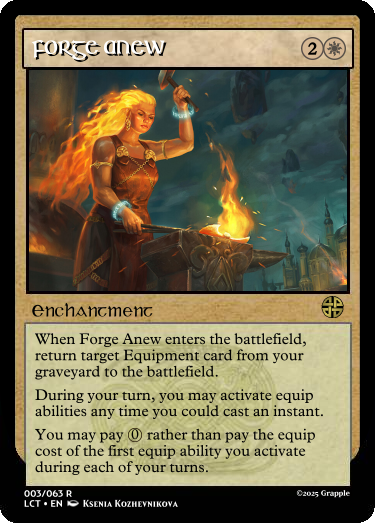 Forge Anew 2
Enchantment
When Forge Anew enters the battlefield,
return target Equipment card from your
graveyard to the battlefield.
During your turn, you may activate equip
abilities any time you could cast an instant.
You may pay 0 rather than pay the equip
cost of the first equip ability you activate
during each of your turns.
003/063 R
©2025 Grapple
LCT • EN Ksenia Kozhevnikova